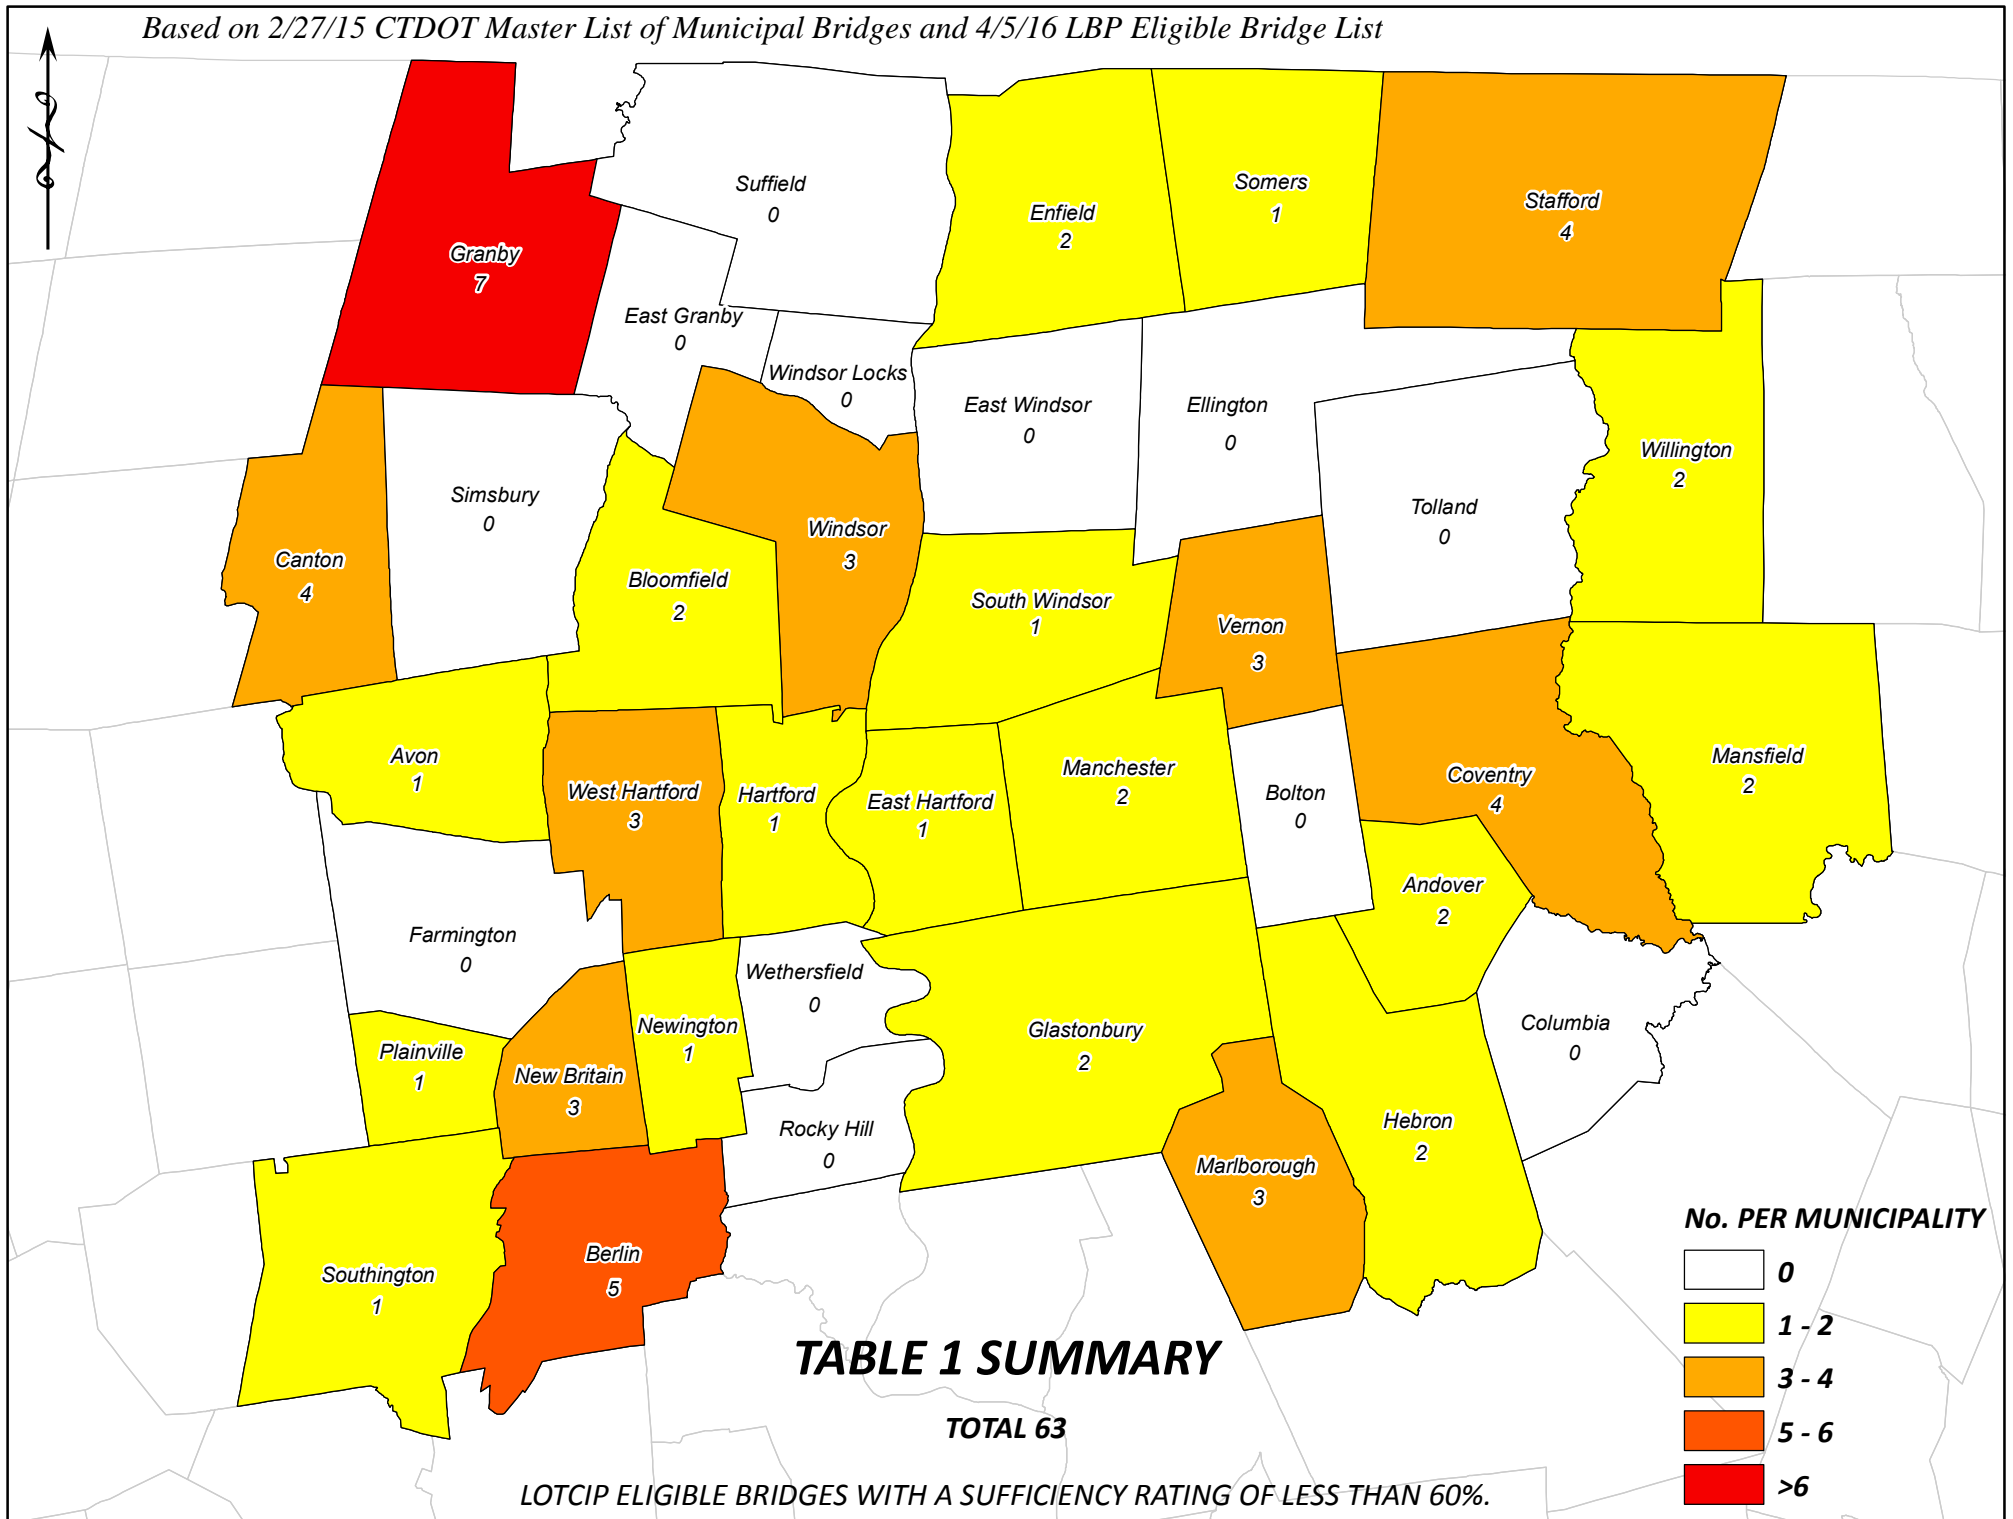 Based on 2/27/15 CTDOT Master List of Municipal Bridges and 4/5/16 LBP Eligible Bridge List
Suffield
0
Somers
1
Enfield
2
Stafford
4
Granby
7
East Granby
0
Windsor Locks
0
East Windsor
0
Ellington
0
Willington
2
Simsbury
0
Tolland
0
Windsor
3
Canton
4
Bloomfield
2
South Windsor
1
Vernon
3
Avon
1
West Hartford
3
Hartford
1
East Hartford
1
Manchester
2
Bolton
0
Coventry
4
Mansfield
2
Andover
2
Farmington
0
Wethersfield
0
Newington
1
Glastonbury
2
Columbia
0
Plainville
1
New Britain
3
Rocky Hill
0
Hebron
2
Marlborough
3
Southington
1
Berlin
5
No. PER MUNICIPALITY
0
1 - 2
3 - 4
5 - 6
>6
TABLE 1 SUMMARY
TOTAL 63
LOTCIP ELIGIBLE BRIDGES WITH A SUFFICIENCY RATING OF LESS THAN 60%.